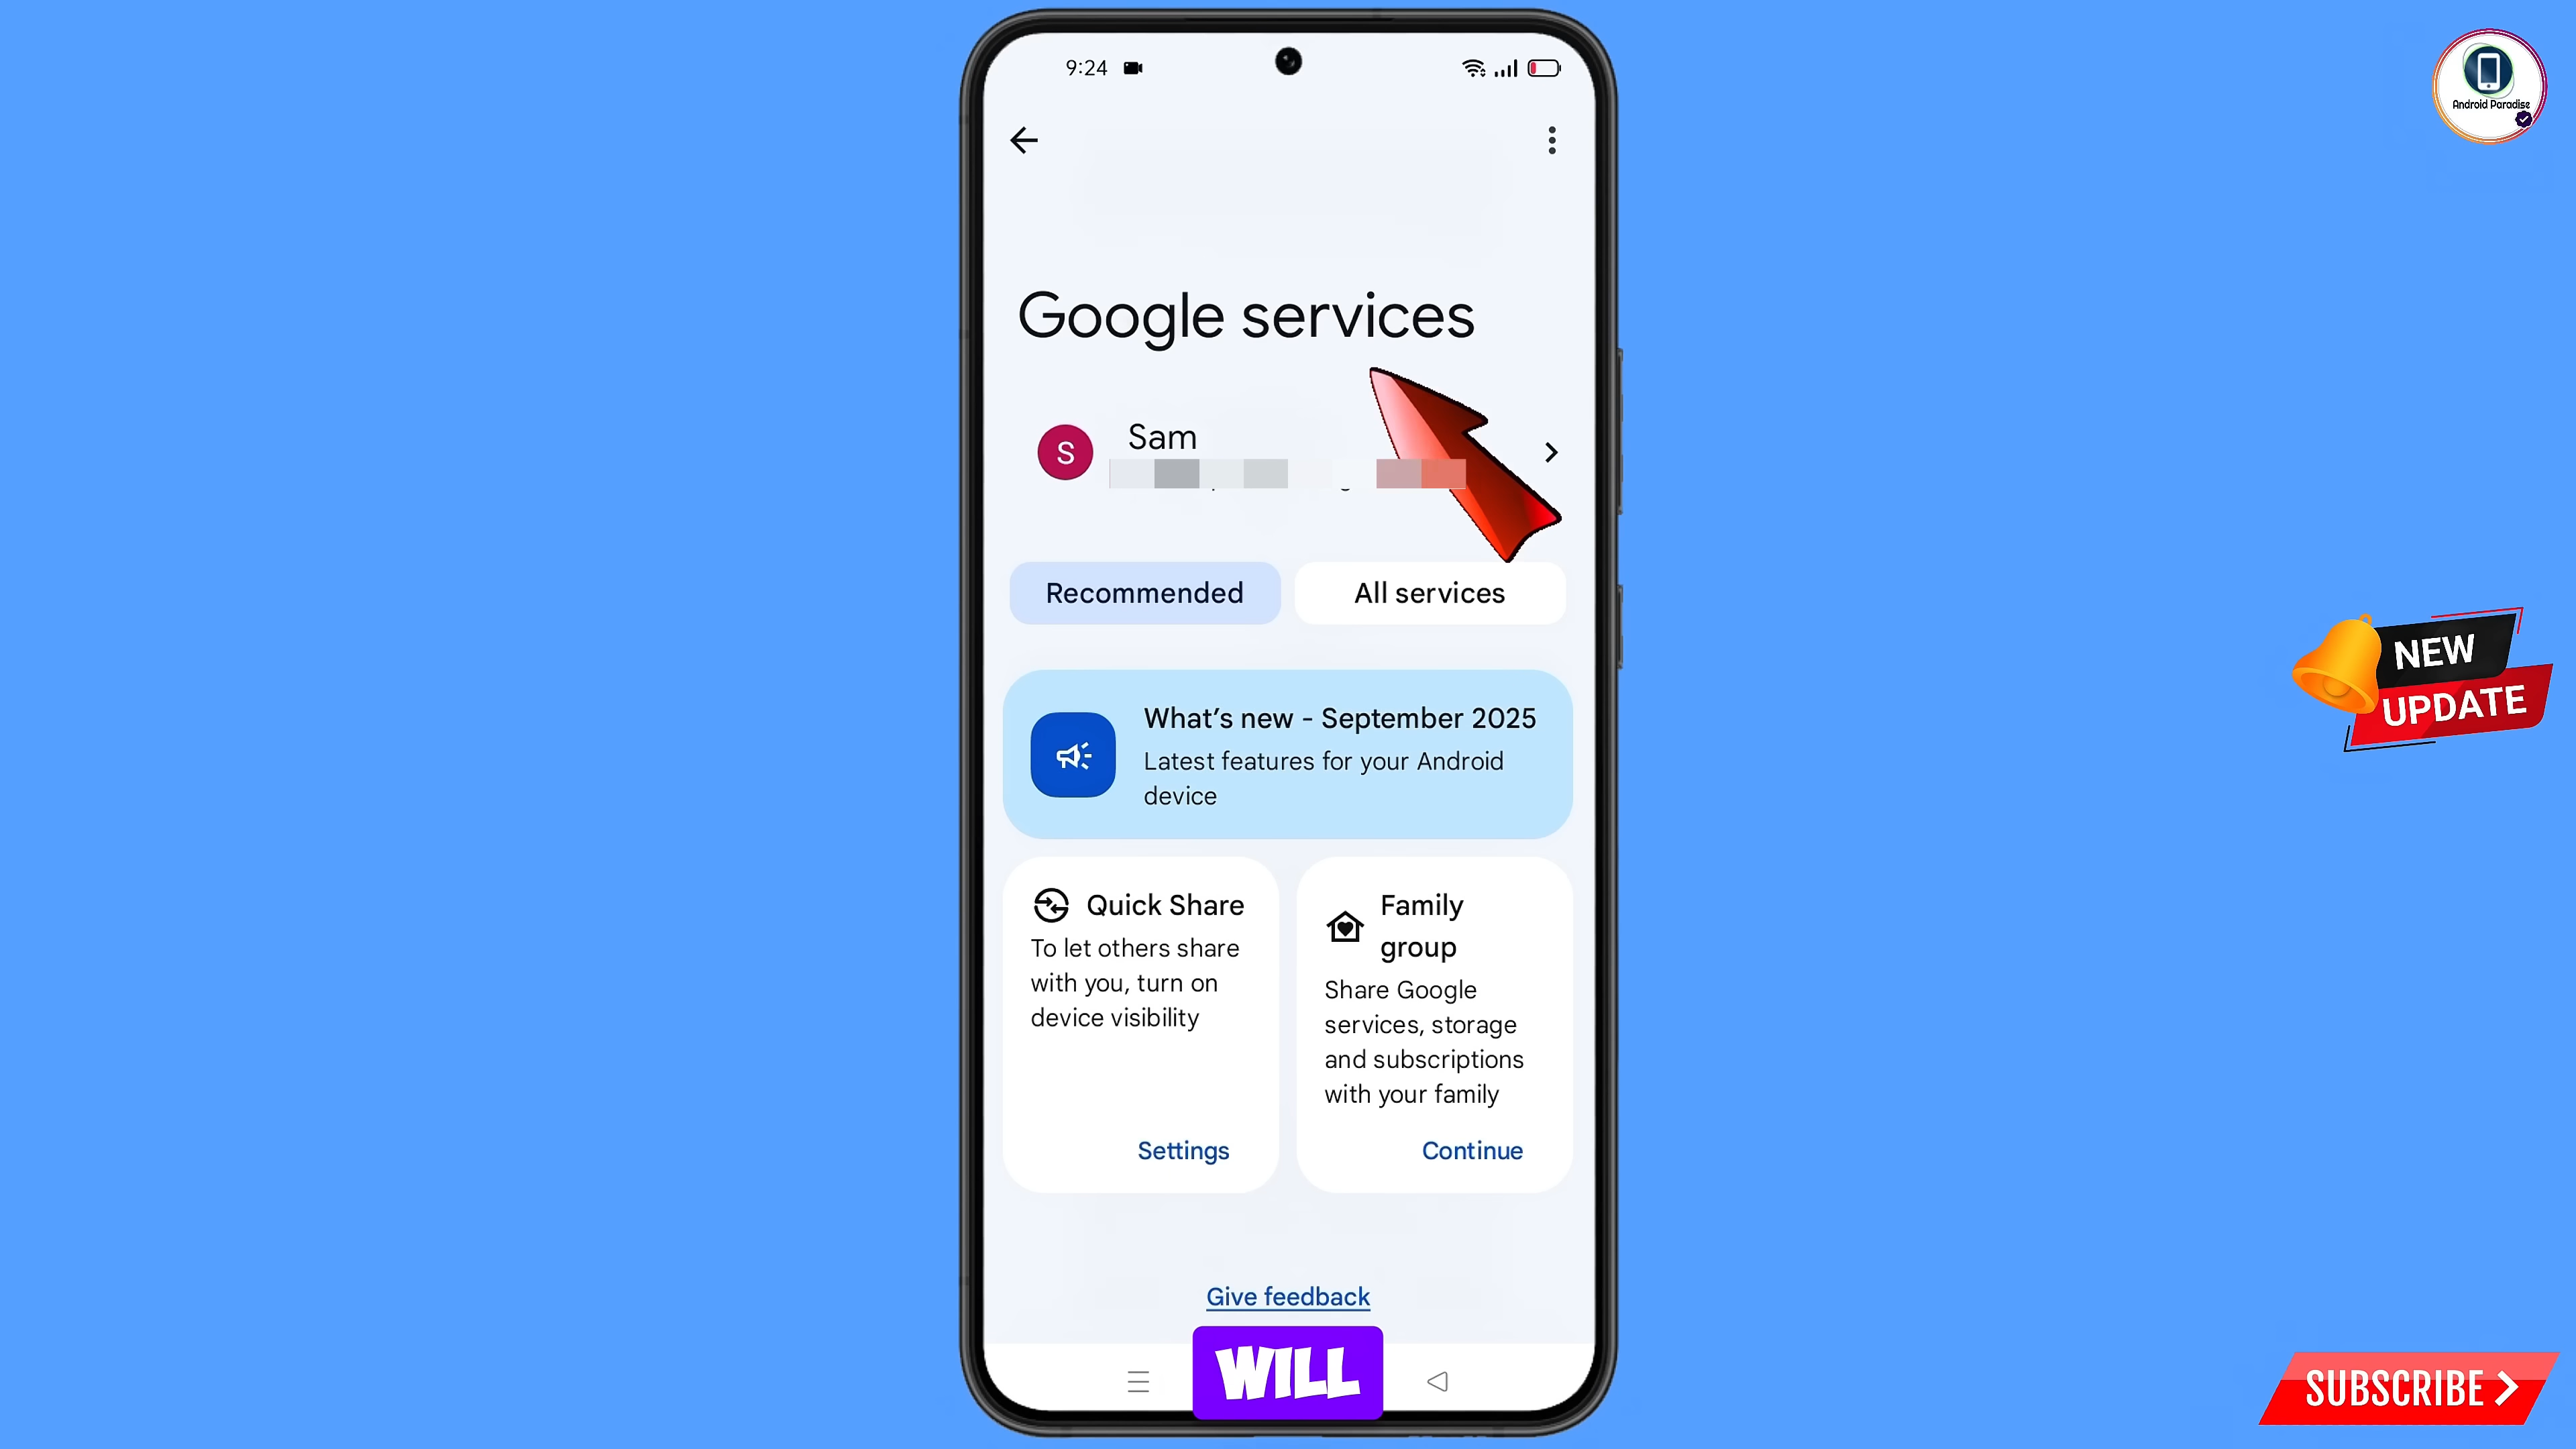 9:24
Android Paradise
Google services
S
Sam
Recommended
All services
What's new - September 2025
Latest features for your Android
device
Quick Share
To let others share
with you, turn on
device visibility
Settings
Family
group
Share Google
services, storage
and subscriptions
with your family
Continue
NEW
UPDATE
Give feedback
WILL
SUBSCRIBE